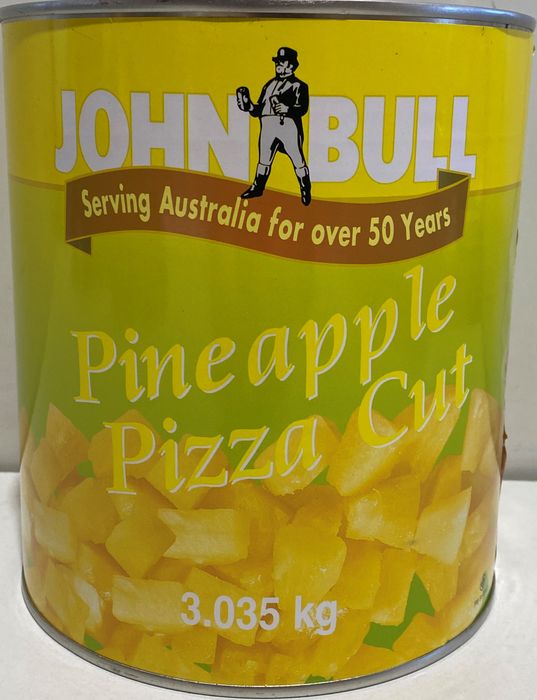 JOHN BULL
Serving Australia for over 50 Years
Pineapple
Pizza Cut
3.035 kg